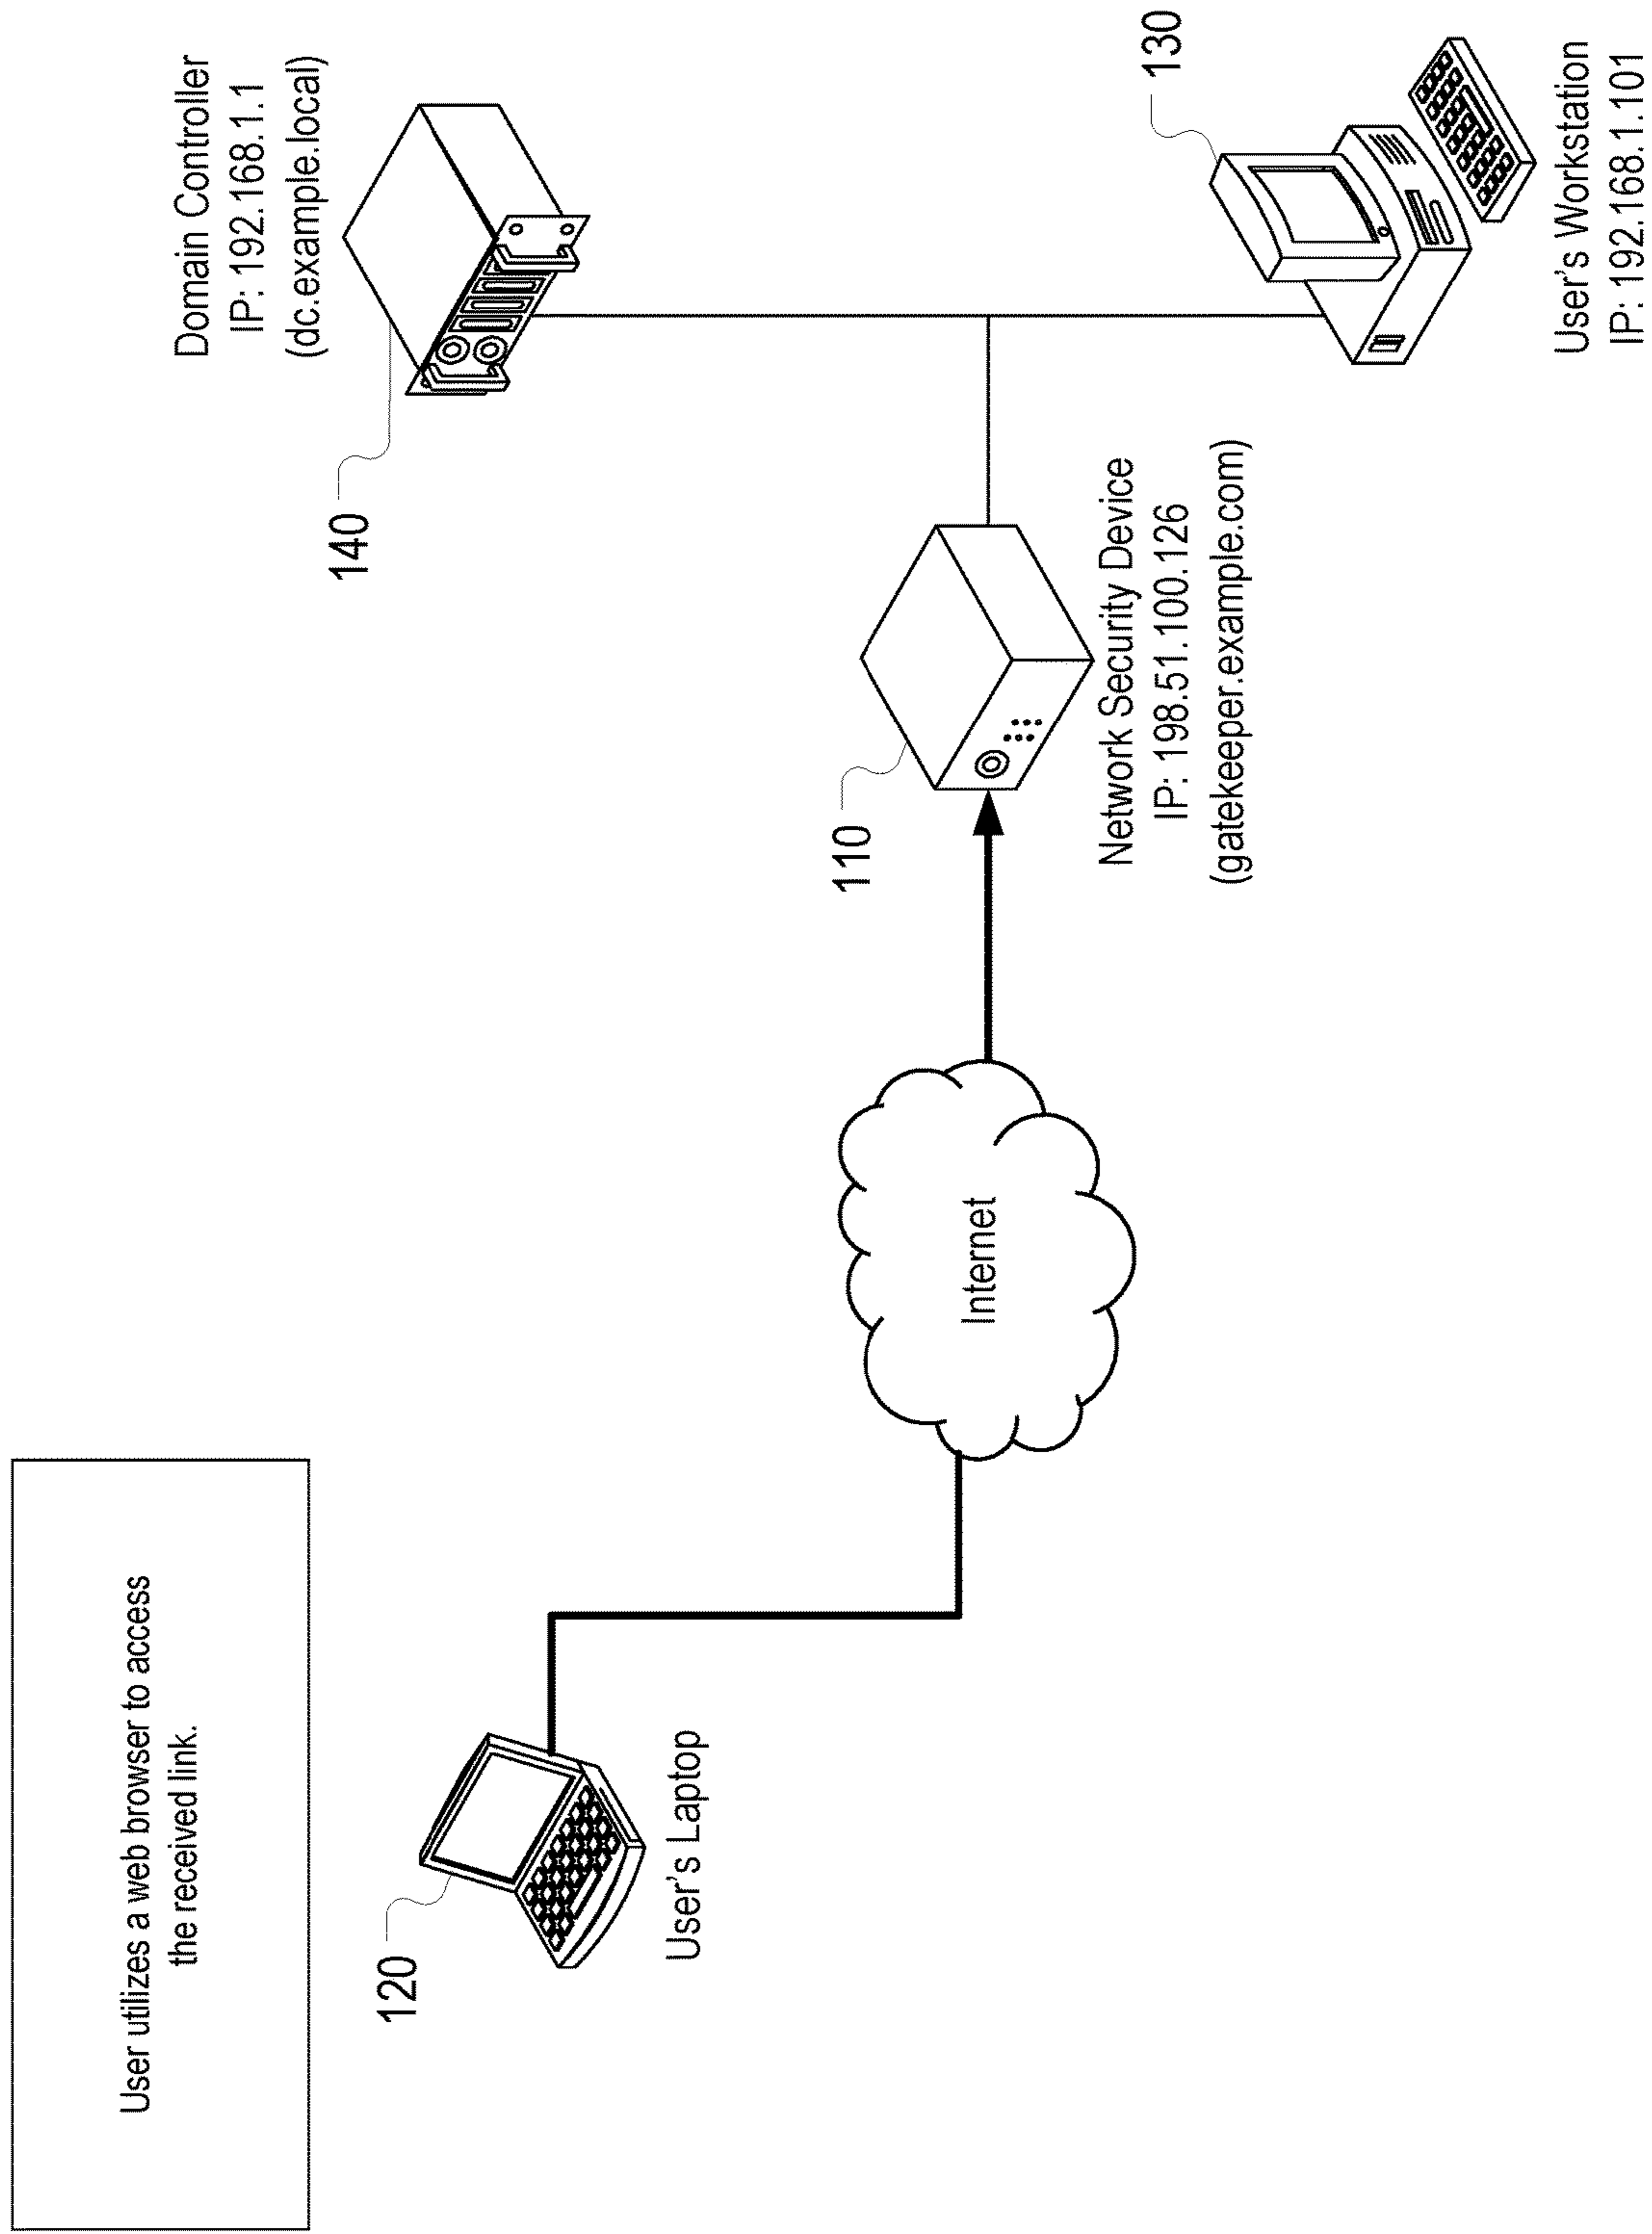 User utilizes a web browser to access
the received link.
120
User's Laptop
Internet
110
Network Security Device
IP: 198.51.100.126
(gatekeeper.example.com)
140
Domain Controller
IP: 192.168.1.1
(dc.example.local)
130
User's Workstation
IP: 192.168.1.101